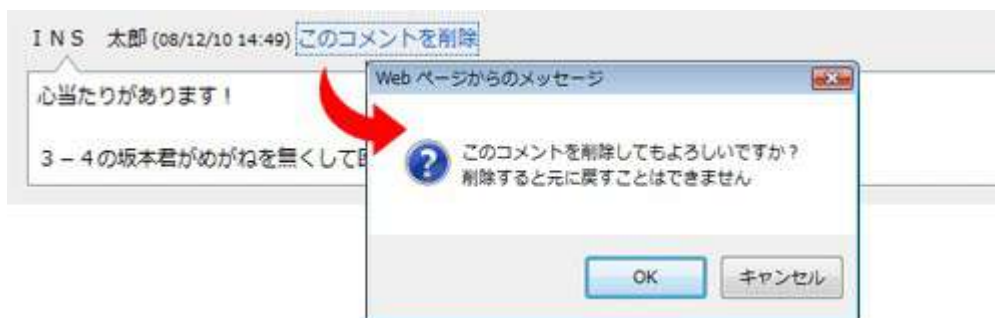 ＩＮＳ　太郎 (08/12/10 14:49) このコメントを削除
心当たりがあります！
３－４の坂本君がめがねを無くして
Web ページからのメッセージ
このコメントを削除してもよろしいですか？
削除すると元に戻すことはできません
OK
キャンセル